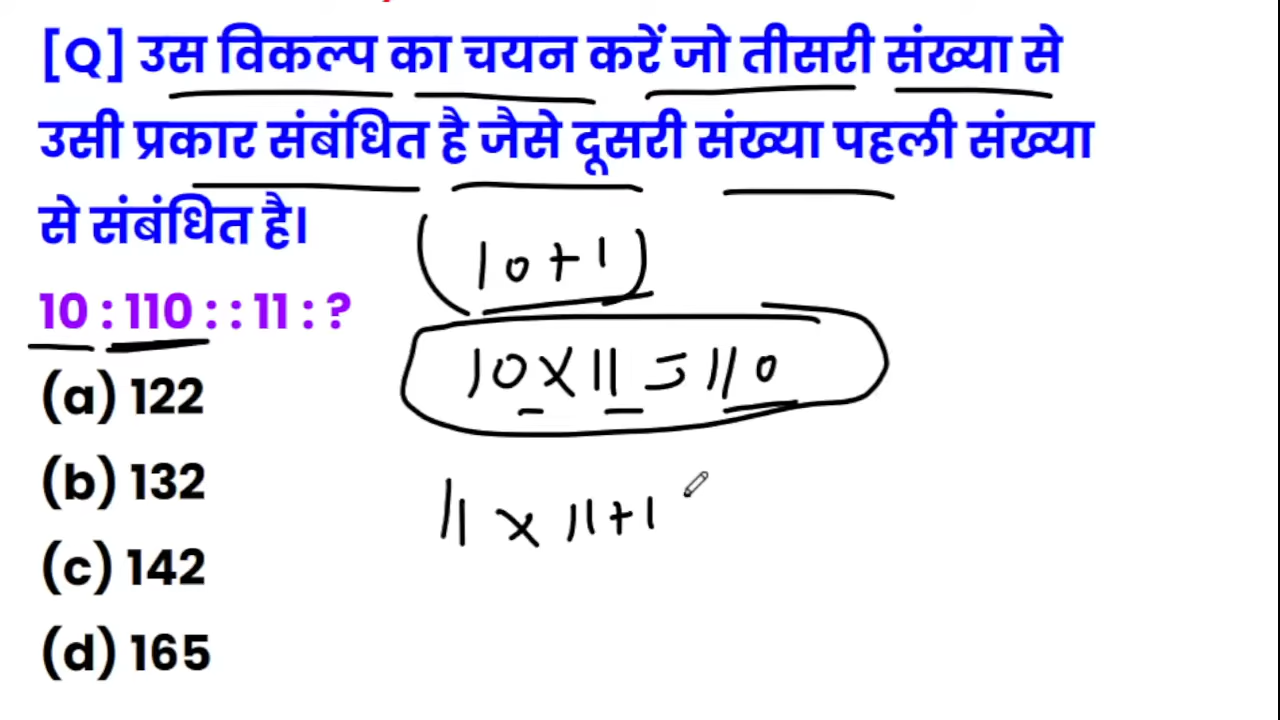 [Q] उस विकल्प का चयन करें जो तीसरी संख्या से
उसी प्रकार संबंधित है जैसे दूसरी संख्या पहली संख्या
से संबंधित है।
(10+1)
10 : 110 : : 11 : ?
10×11=110
(a) 122
(b) 132
11 × 11+1
(c) 142
(d) 165